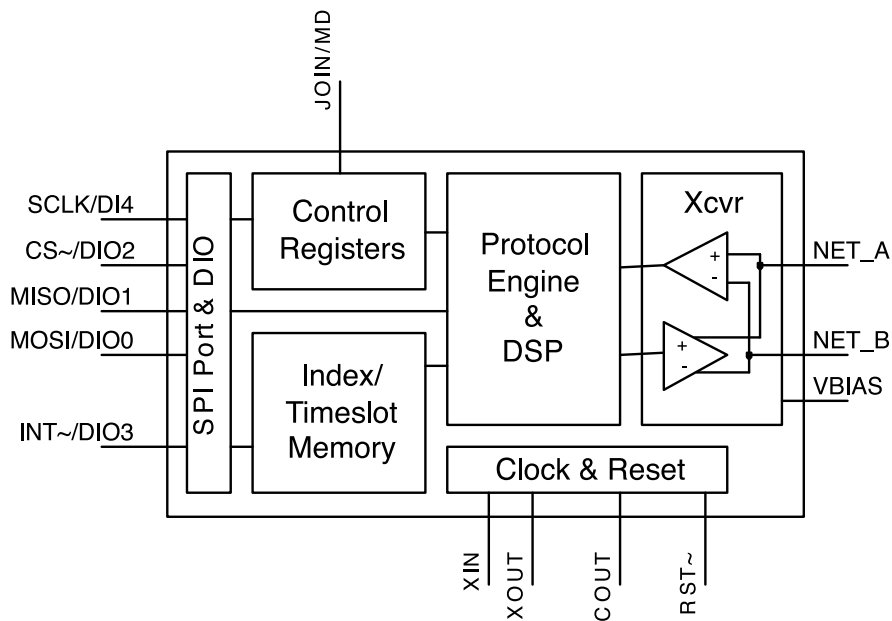 JOIN/MD
SCLK/DI4
CS~/DIO2
MISO/DIO1
MOSI/DIO0
INT~/DIO3
SPI Port & DIO
Control
Registers
Index/
Timeslot
Memory
Protocol
Engine
&
DSP
Xcvr
+
-
+
-
NET_A
NET_B
VBIAS
Clock & Reset
XIN
XOUT
COUT
RST~